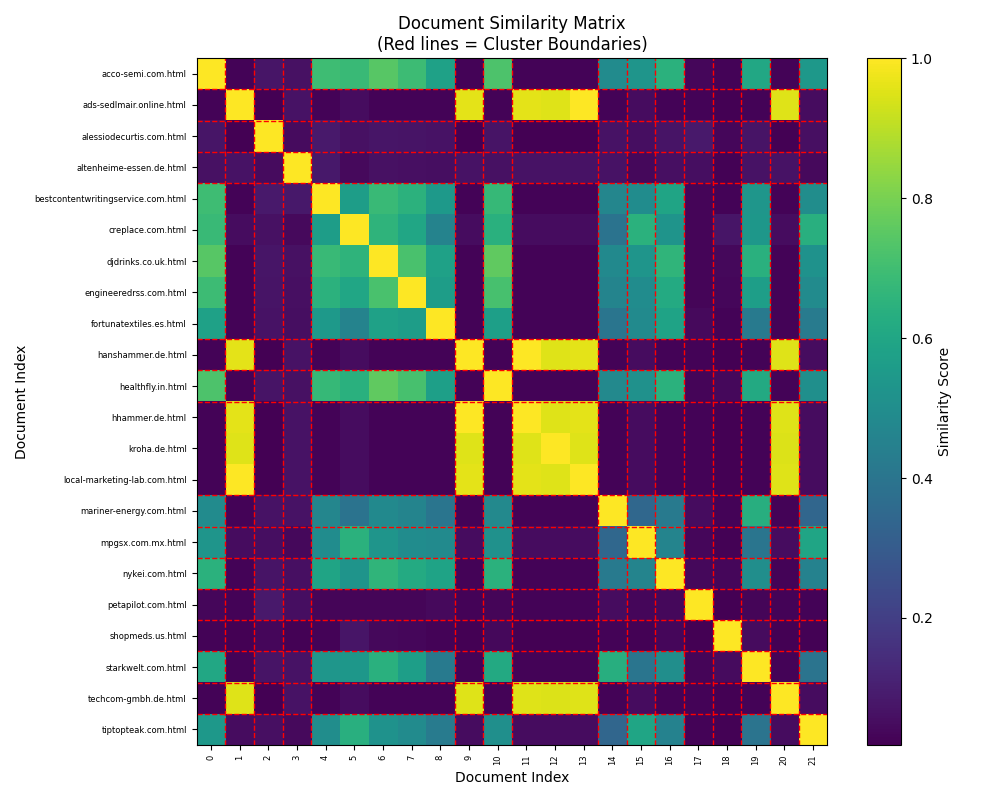 Document Similarity Matrix
(Red lines = Cluster Boundaries)
Document Index
acco-semi.com.html
ads-sedlmair.online.html
alessiodecurtis.com.html
altenheime-essen.de.html
bestcontentwritingservice.com.html
creplace.com.html
djdrinks.co.uk.html
engineeredrss.com.html
fortunatextiles.es.html
hanshammer.de.html
healthfly.in.html
hhammer.de.html
kroha.de.html
local-marketing-lab.com.html
mariner-energy.com.html
mpgsx.com.mx.html
nykei.com.html
petapilot.com.html
shopmeds.us.html
starkwelt.com.html
techcom-gmbh.de.html
tiptopteak.com.html
0 1 2 3 4 5 6 7 8 9 10 11 12 13 14 15 16 17 18 19 20 21
Document Index
1.0
0.8
0.6
0.4
0.2
Similarity Score